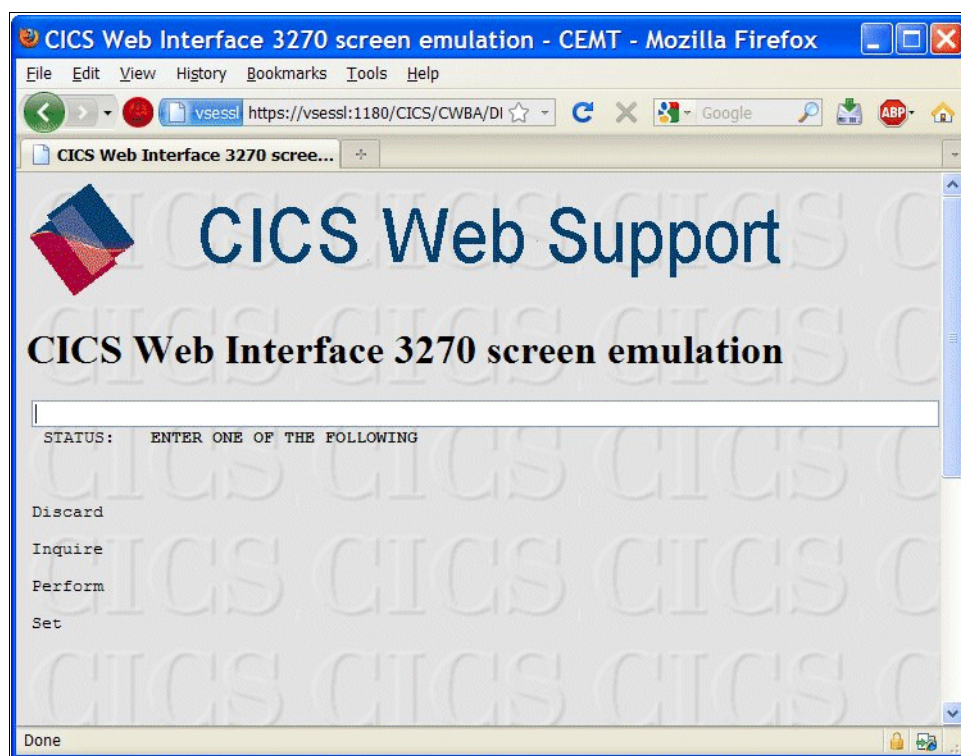 CICS Web Interface 3270 screen emulation - CEMT - Mozilla Firefox
File Edit View History Bookmarks Tools Help
vsessl https://vsessl:1180/CICS/CWBA/DI Google ABP
CICS Web Interface 3270 scree...
CICS Web Support
CICS Web Interface 3270 screen emulation
STATUS: ENTER ONE OF THE FOLLOWING
Discard
Inquire
Perform
Set
Done